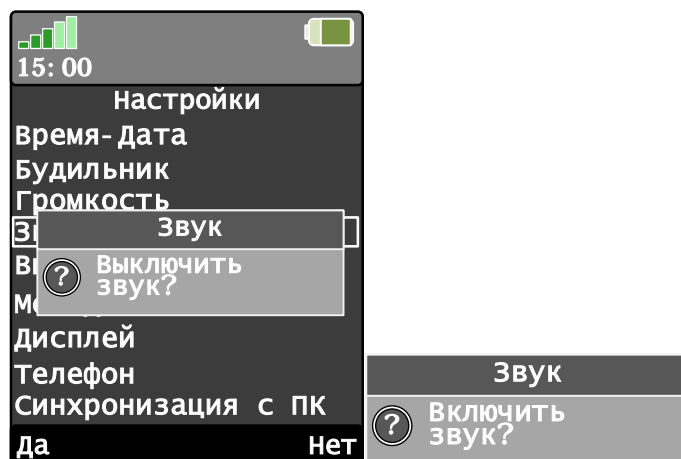 15:00
Настройки
Время-Дата
Будильник
Громкость
Звук
Выключить
звук?
Дисплей
Телефон
Синхронизация с ПК
Да Нет
Звук
Включить
звук?